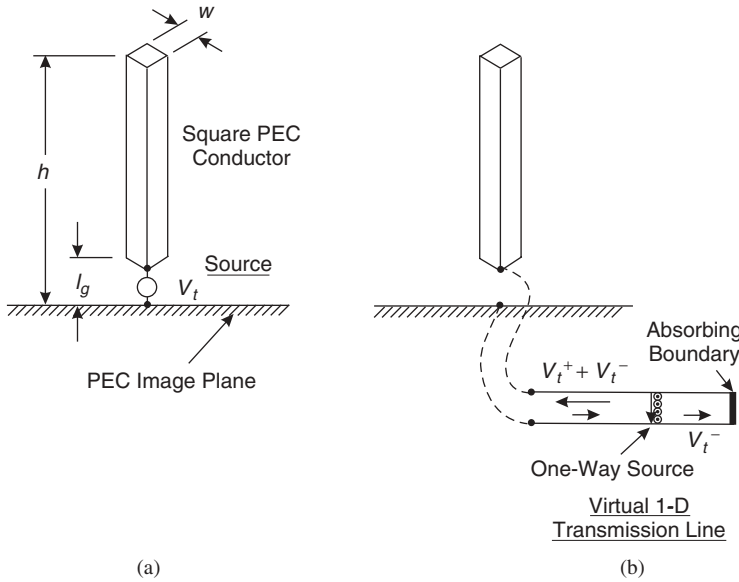 w
h
Square PEC
Conductor
l_g
Source
V_t
PEC Image Plane
(a)
V_t^+ + V_t^-
Absorbing
Boundary
V_t^-
One-Way Source
Virtual 1-D
Transmission Line
(b)